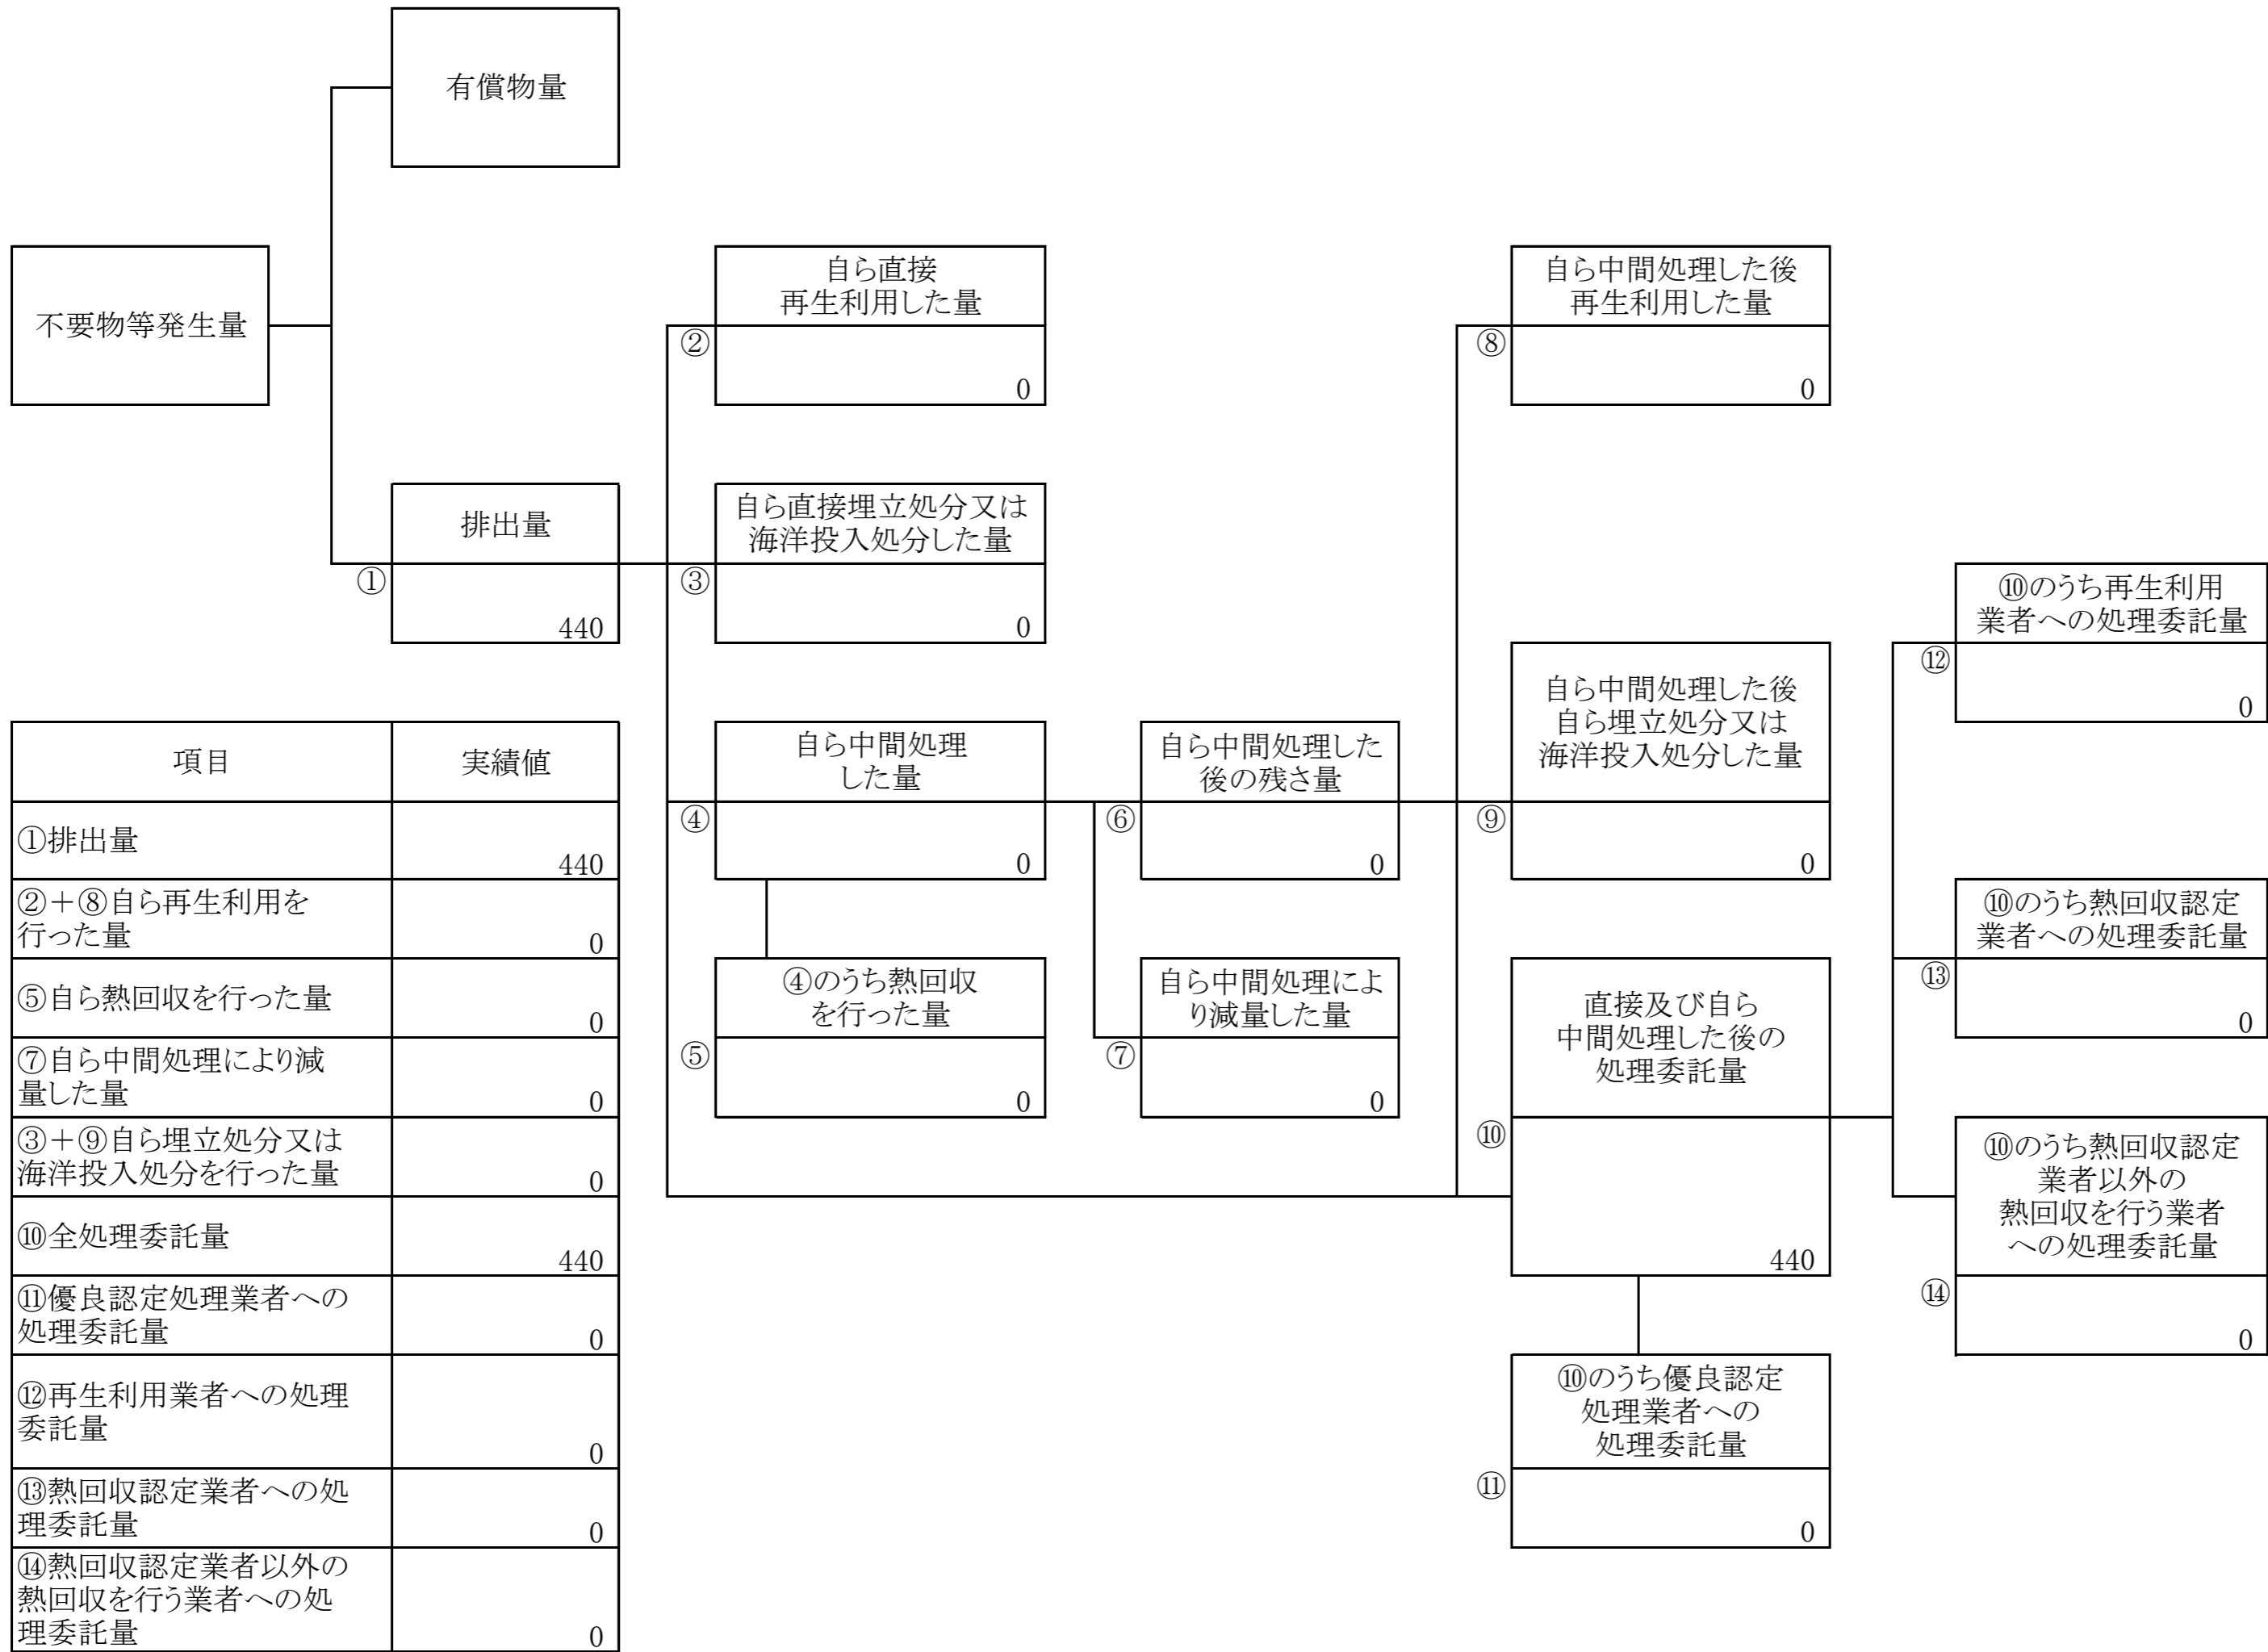 有償物量
不要物等発生量
自ら直接
再生利用した量
②
0
自ら中間処理した後
再生利用した量
⑧
0
排出量
①
440
自ら直接埋立処分又は
海洋投入処分した量
③
0
⑩のうち再生利用
業者への処理委託量
⑫
0
自ら中間処理
した量
④
0
自ら中間処理した
後の残さ量
⑥
0
自ら中間処理した後
自ら埋立処分又は
海洋投入処分した量
⑨
0
⑩のうち熱回収認定
業者への処理委託量
⑬
0
④のうち熱回収
を行った量
⑤
0
自ら中間処理によ
り減量した量
⑦
0
直接及び自ら
中間処理した後の
処理委託量
⑩
440
⑩のうち熱回収認定
業者以外の
熱回収を行う業者
への処理委託量
⑭
0
⑩のうち優良認定
処理業者への
処理委託量
⑪
0
項目 実績値
①排出量
440
②＋⑧自ら再生利用を
行った量
0
⑤自ら熱回収を行った量
0
⑦自ら中間処理により減
量した量
0
③＋⑨自ら埋立処分又は
海洋投入処分を行った量
0
⑩全処理委託量
440
⑪優良認定処理業者への
処理委託量
0
⑫再生利用業者への処理
委託量
0
⑬熱回収認定業者への処
理委託量
0
⑭熱回収認定業者以外の
熱回収を行う業者への処
理委託量
0